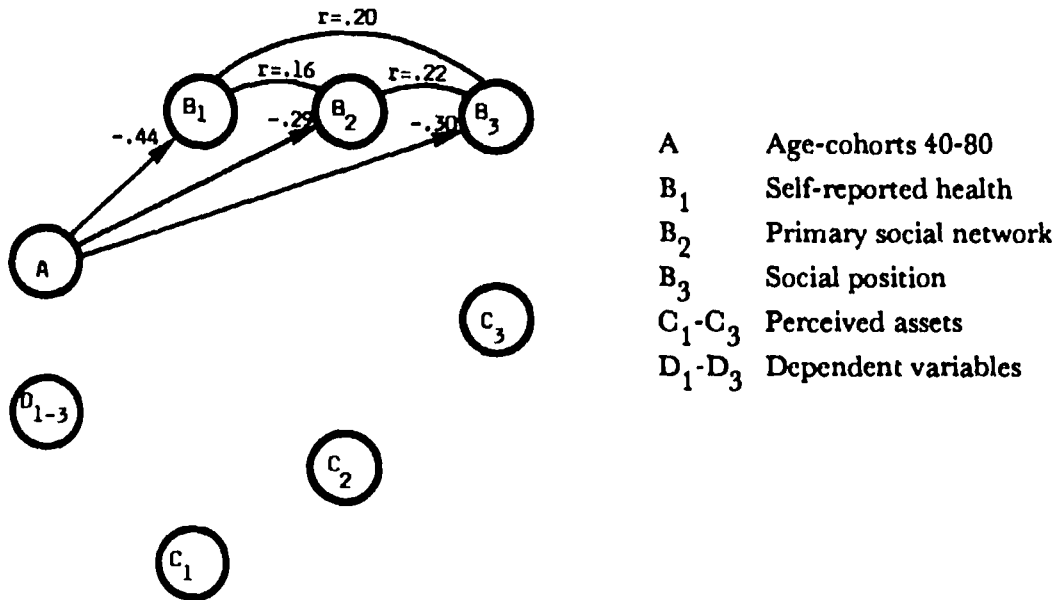 r=.20
r=.16
r=.22
B1
B2
B3
-.44
-.29
-.30
A
C3
D1-3
C2
C1
A Age-cohorts 40-80
B1 Self-reported health
B2 Primary social network
B3 Social position
C1-C3 Perceived assets
D1-D3 Dependent variables